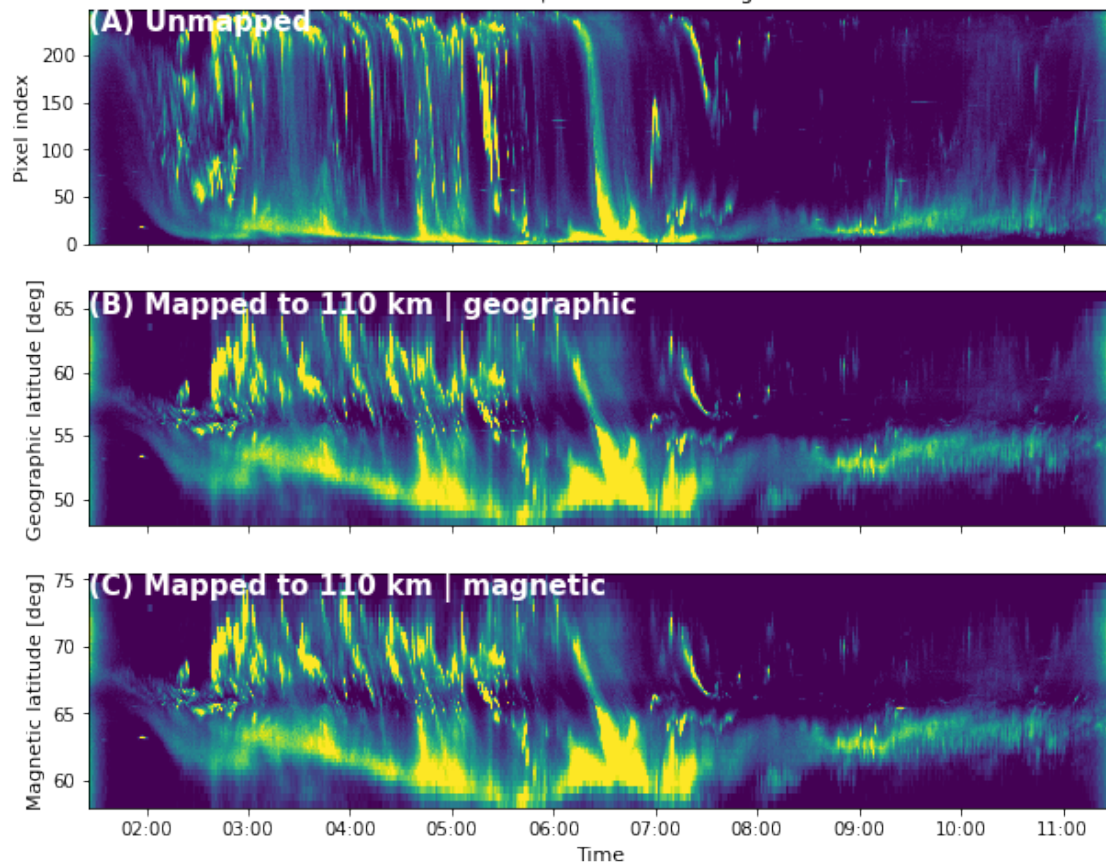 (A) Unmapped
200
150
100
50
0
Pixel index
(B) Mapped to 110 km | geographic
65
60
55
50
Geographic latitude [deg]
(C) Mapped to 110 km | magnetic
75
70
65
60
Magnetic latitude [deg]
02:00 03:00 04:00 05:00 06:00 07:00 08:00 09:00 10:00 11:00
Time